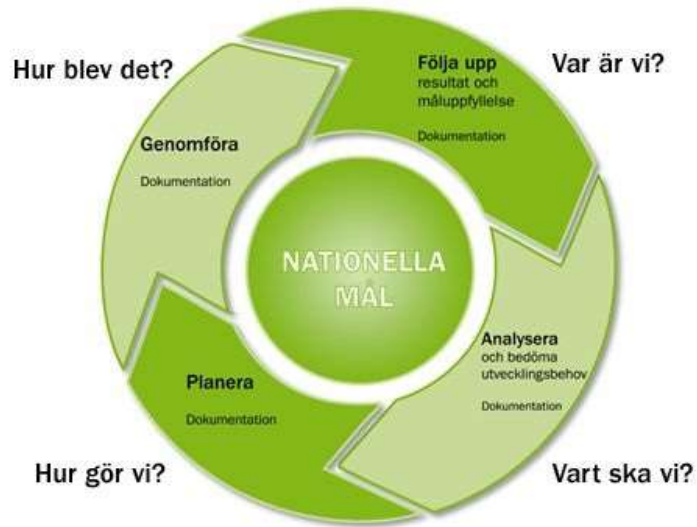 Hur blev det?
Följa upp
resultat och
måluppfyllelse
Dokumentation
Var är vi?
Genomföra
Dokumentation
NATIONELLA
MÅL
Analysera
och bedöma
utvecklingsbehov
Dokumentation
Planera
Dokumentation
Hur gör vi?
Vart ska vi?